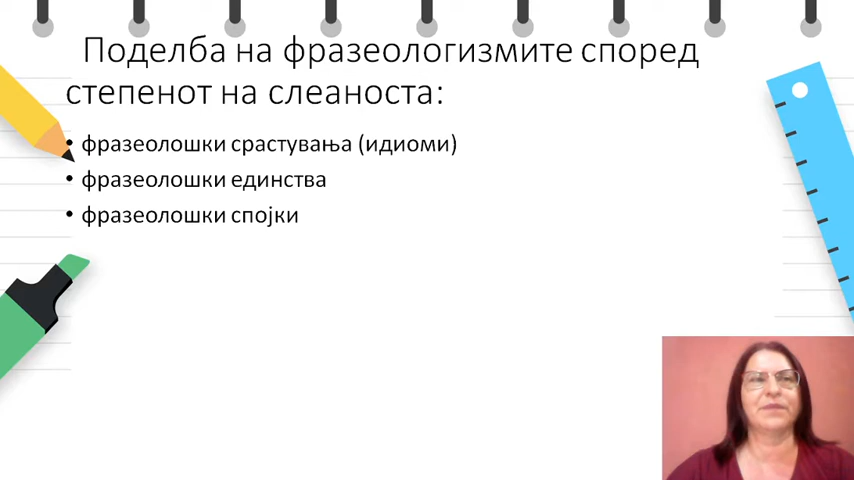 Поделба на фразеологизмите според
степенот на слеаноста:
• фразеолошки срастувања (идиоми)
• фразеолошки единства
• фразеолошки спојки